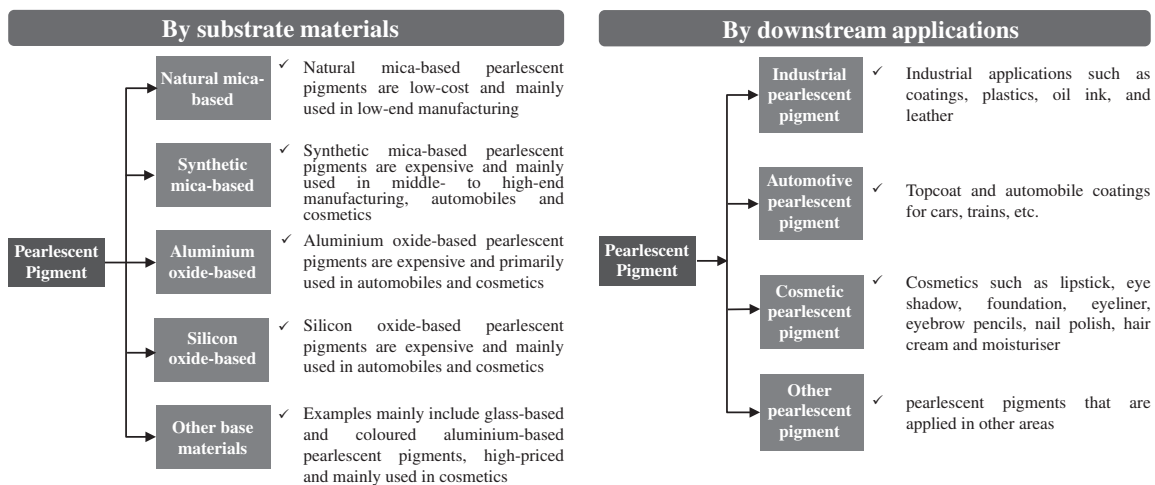 By substrate materials
Pearlescent
Pigment
Natural mica-
based
✓ Natural mica-based pearlescent
pigments are low-cost and mainly
used in low-end manufacturing
Synthetic
mica-based
✓ Synthetic mica-based pearlescent
pigments are expensive and mainly
used in middle- to high-end
manufacturing, automobiles and
cosmetics
Aluminium
oxide-based
✓ Aluminium oxide-based pearlescent
pigments are expensive and primarily
used in automobiles and cosmetics
Silicon
oxide-based
✓ Silicon oxide-based pearlescent
pigments are expensive and mainly
used in automobiles and cosmetics
Other base
materials
✓ Examples mainly include glass-based
and coloured aluminium-based
pearlescent pigments, high-priced
and mainly used in cosmetics
By downstream applications
Pearlescent
Pigment
Industrial
pearlescent
pigment
✓ Industrial applications such as
coatings, plastics, oil ink, and
leather
Automotive
pearlescent
pigment
✓ Topcoat and automobile coatings
for cars, trains, etc.
Cosmetic
pearlescent
pigment
✓ Cosmetics such as lipstick, eye
shadow, foundation, eyeliner,
eyebrow pencils, nail polish, hair
cream and moisturiser
Other
pearlescent
pigment
✓ pearlescent pigments that are
applied in other areas